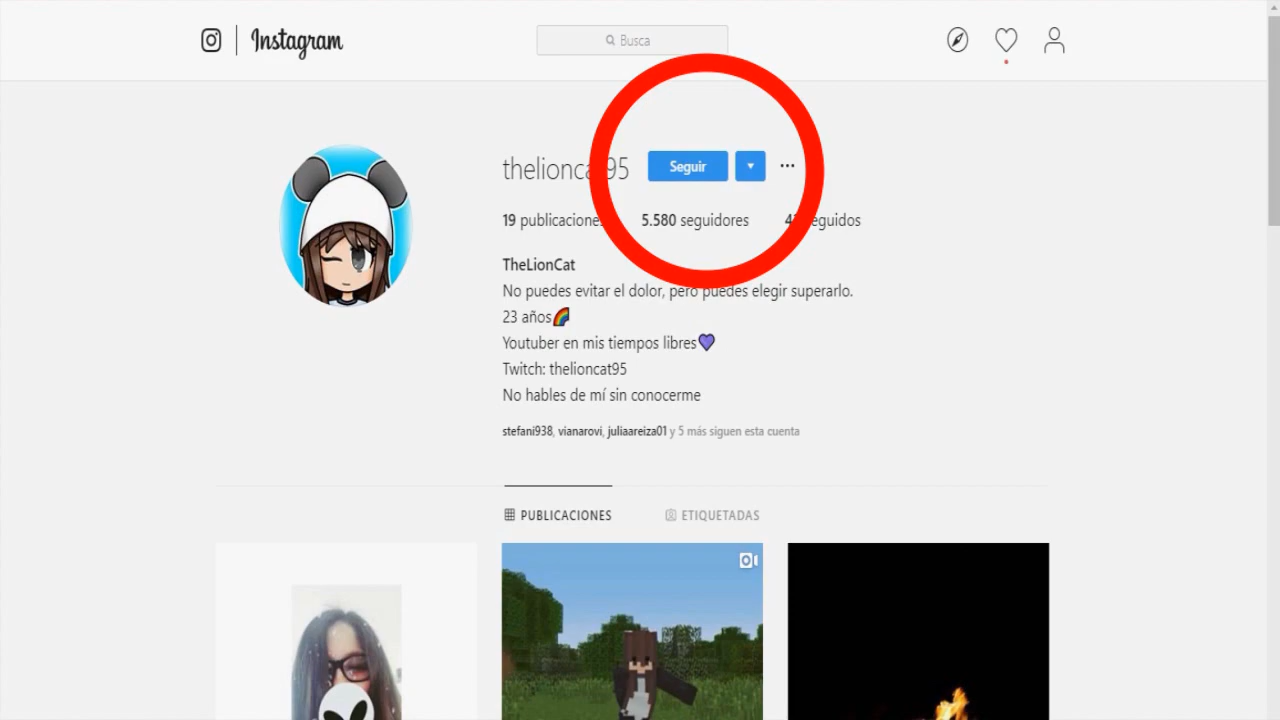 Instagram
Busca
thelioncat95 Seguir
19 publicaciones 5.580 seguidores seguidos
TheLionCat
No puedes evitar el dolor, pero puedes elegir superarlo.
23 años🌈
Youtuber en mis tiempos libres💜
Twitch: thelioncat95
No hables de mí sin conocerme
stefani938, vianarovi, juliaareiza01 y 5 más siguen esta cuenta
PUBLICACIONES ETIQUETADAS